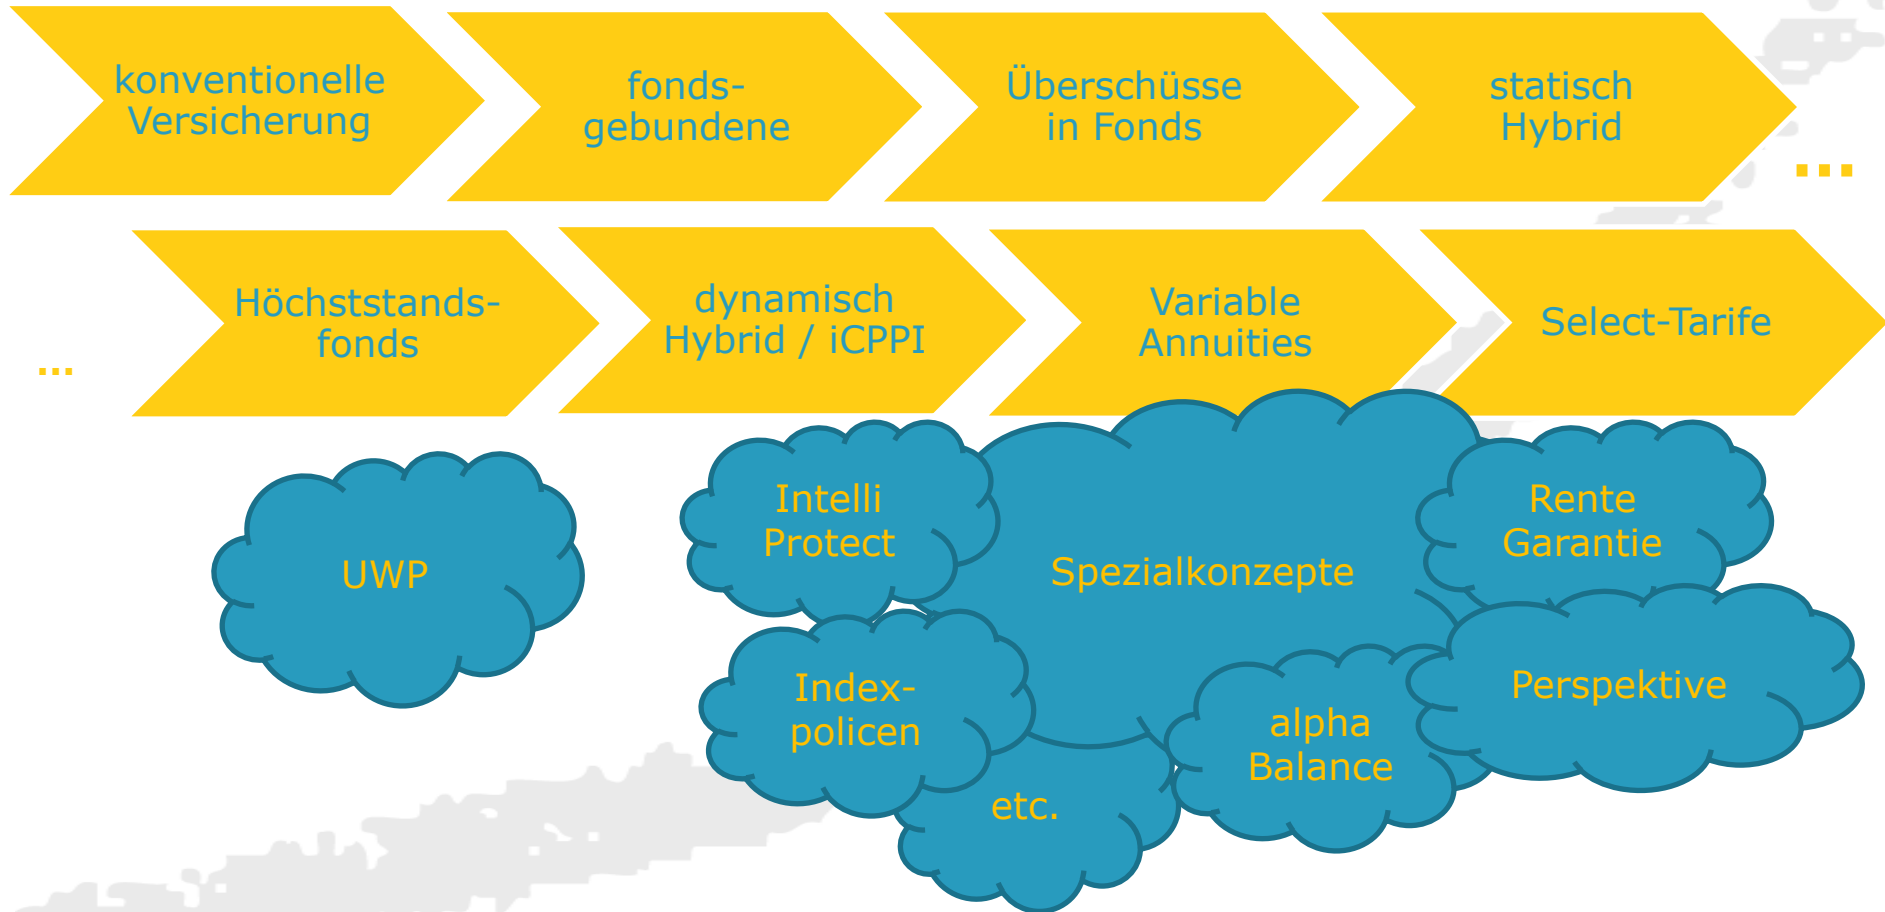 konventionelle
Versicherung
fonds-
gebundene
Überschüsse
in Fonds
statisch
Hybrid
...
...
Höchststands-
fonds
dynamisch
Hybrid / iCPPI
Variable
Annuities
Select-Tarife
UWP
Intelli
Protect
Spezialkonzepte
Rente
Garantie
Index-
policen
alpha
Balance
Perspektive
etc.